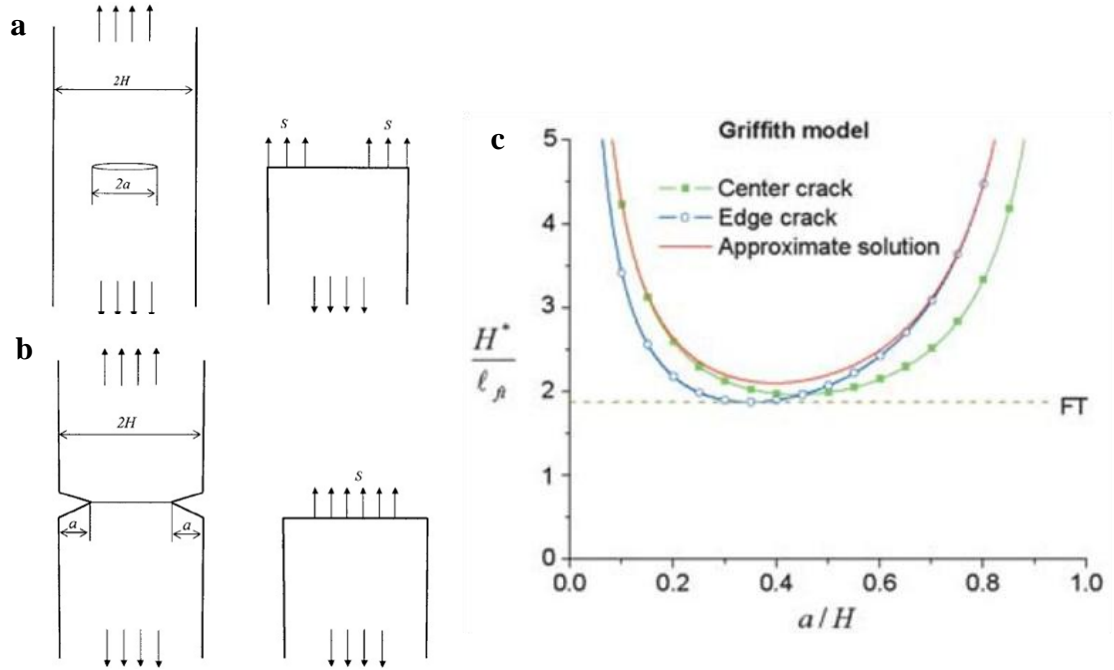 a
2H
2a
S S
b
2H
a a
S
c
Griffith model
Center crack
Edge crack
Approximate solution
5
4
3
2
1
0
H*
ℓft
FT
0.0 0.2 0.4 0.6 0.8 1.0
a / H